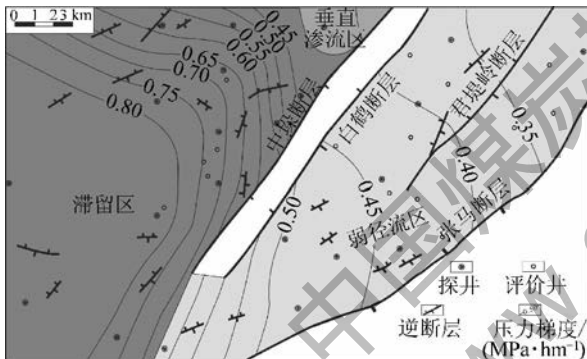 0 1 23 km
垂直
渗流区
0.45
0.50
0.55
0.60
0.65
0.70
0.75
0.80
滞留区
中垛断层
白鹤断层
君堤岭断层
张马断层
0.35
0.40
0.45
0.50
弱径流区
探井
评价井
逆断层
压力梯度/
(MPa·hm⁻¹)
中国煤炭
www